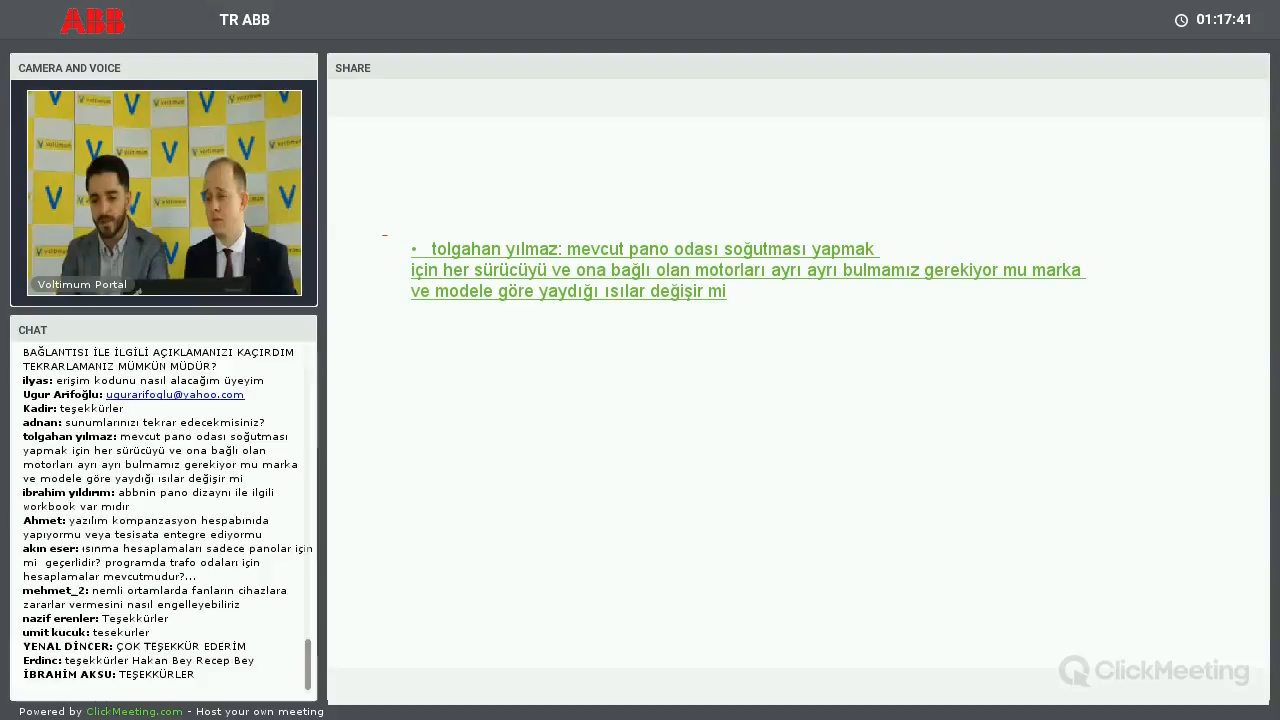 ABB
TR ABB
01:17:41
CAMERA AND VOICE
voltimum
Voltimum Portal
CHAT
BAĞLANTISI İLE İLGİLİ AÇIKLAMANIZI KAÇIRDIM
TEKRARLAMANIZ MÜMKÜN MÜDÜR?
ilyas: erişim kodunu nasıl alacağım üyeyim
Ugur Arifoğlu: ugurarifoglu@yahoo.com
Kadir: teşekkürler
adnan: sunumlarınızı tekrar edecekmisiniz?
tolgahan yılmaz: mevcut pano odası soğutması
yapmak için her sürücüyü ve ona bağlı olan
motorları ayrı ayrı bulmamız gerekiyor mu marka
ve modele göre yaydığı ısılar değişir mi
ibrahim yıldırım: abbnin pano dizaynı ile ilgili
workbook var mıdır
Ahmet: yazılım kompanzasyon hespabınıda
yapıyormu veya tesisata entegre ediyormu
akın eser: ısınma hesaplamaları sadece panolar için
mi geçerlidir? programda trafo odaları için
hesaplamalar mevcutmudur?...
mehmet_2: nemli ortamlarda fanların cihazlara
zararlar vermesini nasıl engelleyebiliriz
nazif erenler: Teşekkürler
umit kucuk: tesekurler
YENAL DİNCER: ÇOK TEŞEKKÜR EDERİM
Erdinc: teşekkürler Hakan Bey Recep Bey
İBRAHİM AKSU: TEŞEKKÜRLER
Powered by ClickMeeting.com - Host your own meeting
SHARE
• tolgahan yılmaz: mevcut pano odası soğutması yapmak
için her sürücüyü ve ona bağlı olan motorları ayrı ayrı bulmamız gerekiyor mu marka
ve modele göre yaydığı ısılar değişir mi
ClickMeeting